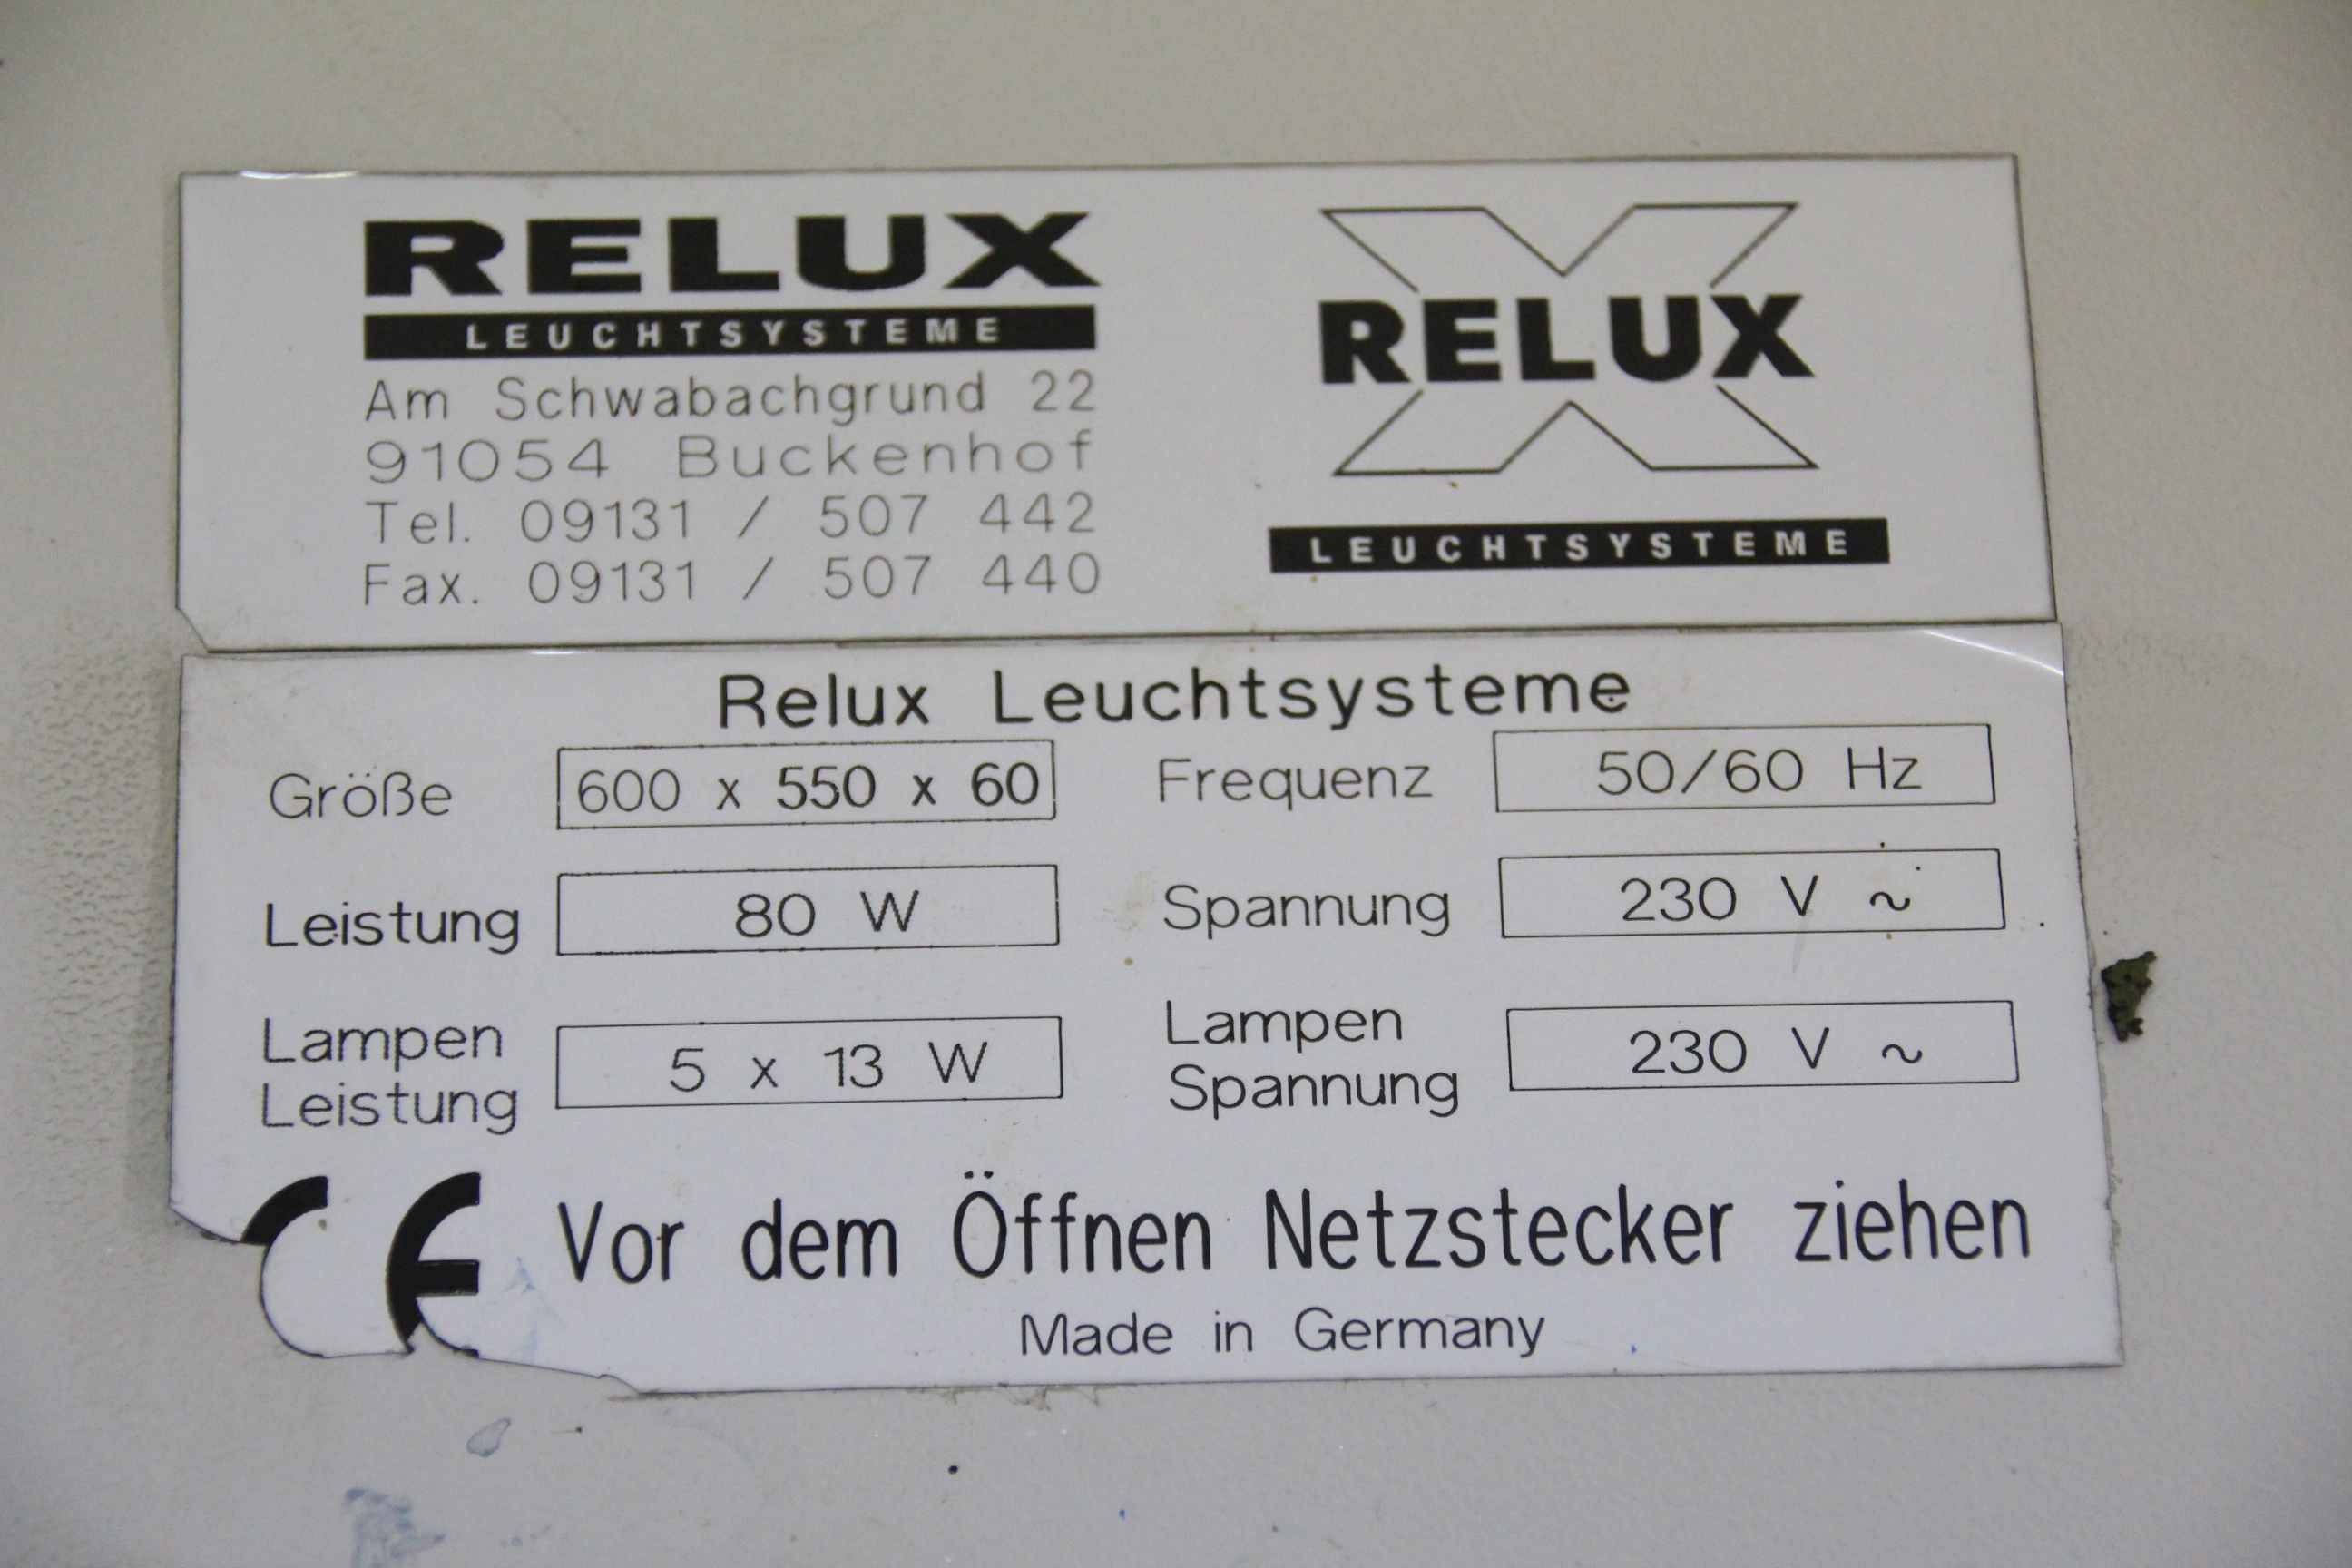 RELUX
LEUCHTSYSTEME
Am Schwabachgrund 22
91054 Buckenhof
Tel. 09131 / 507 442
Fax. 09131 / 507 440
RELUX
LEUCHTSYSTEME
Relux Leuchtsysteme
Größe 600 x 550 x 60 Frequenz 50/60 Hz
Leistung 80 W Spannung 230 V ~
Lampen Leistung 5 x 13 W Lampen Spannung 230 V ~
CE Vor dem Öffnen Netzstecker ziehen
Made in Germany